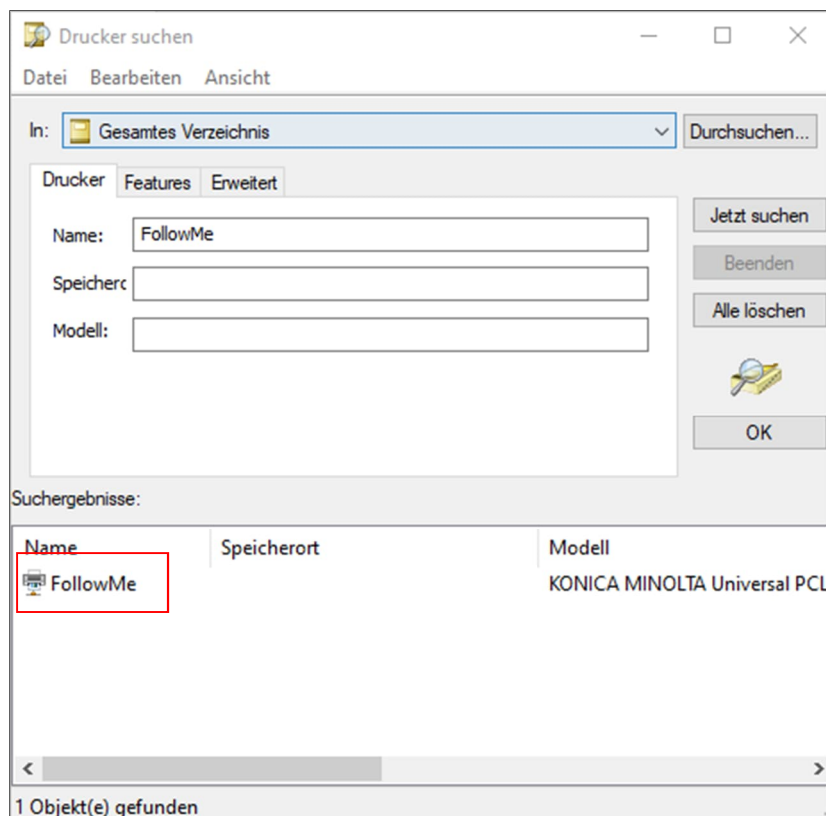 Drucker suchen
Datei Bearbeiten Ansicht
In: Gesamtes Verzeichnis Durchsuchen...
Drucker Features Erweitert
Name: FollowMe
Speicherc
Modell:
Jetzt suchen
Beenden
Alle löschen
OK
Suchergebnisse:
Name Speicherort Modell
FollowMe KONICA MINOLTA Universal PCL
1 Objekt(e) gefunden